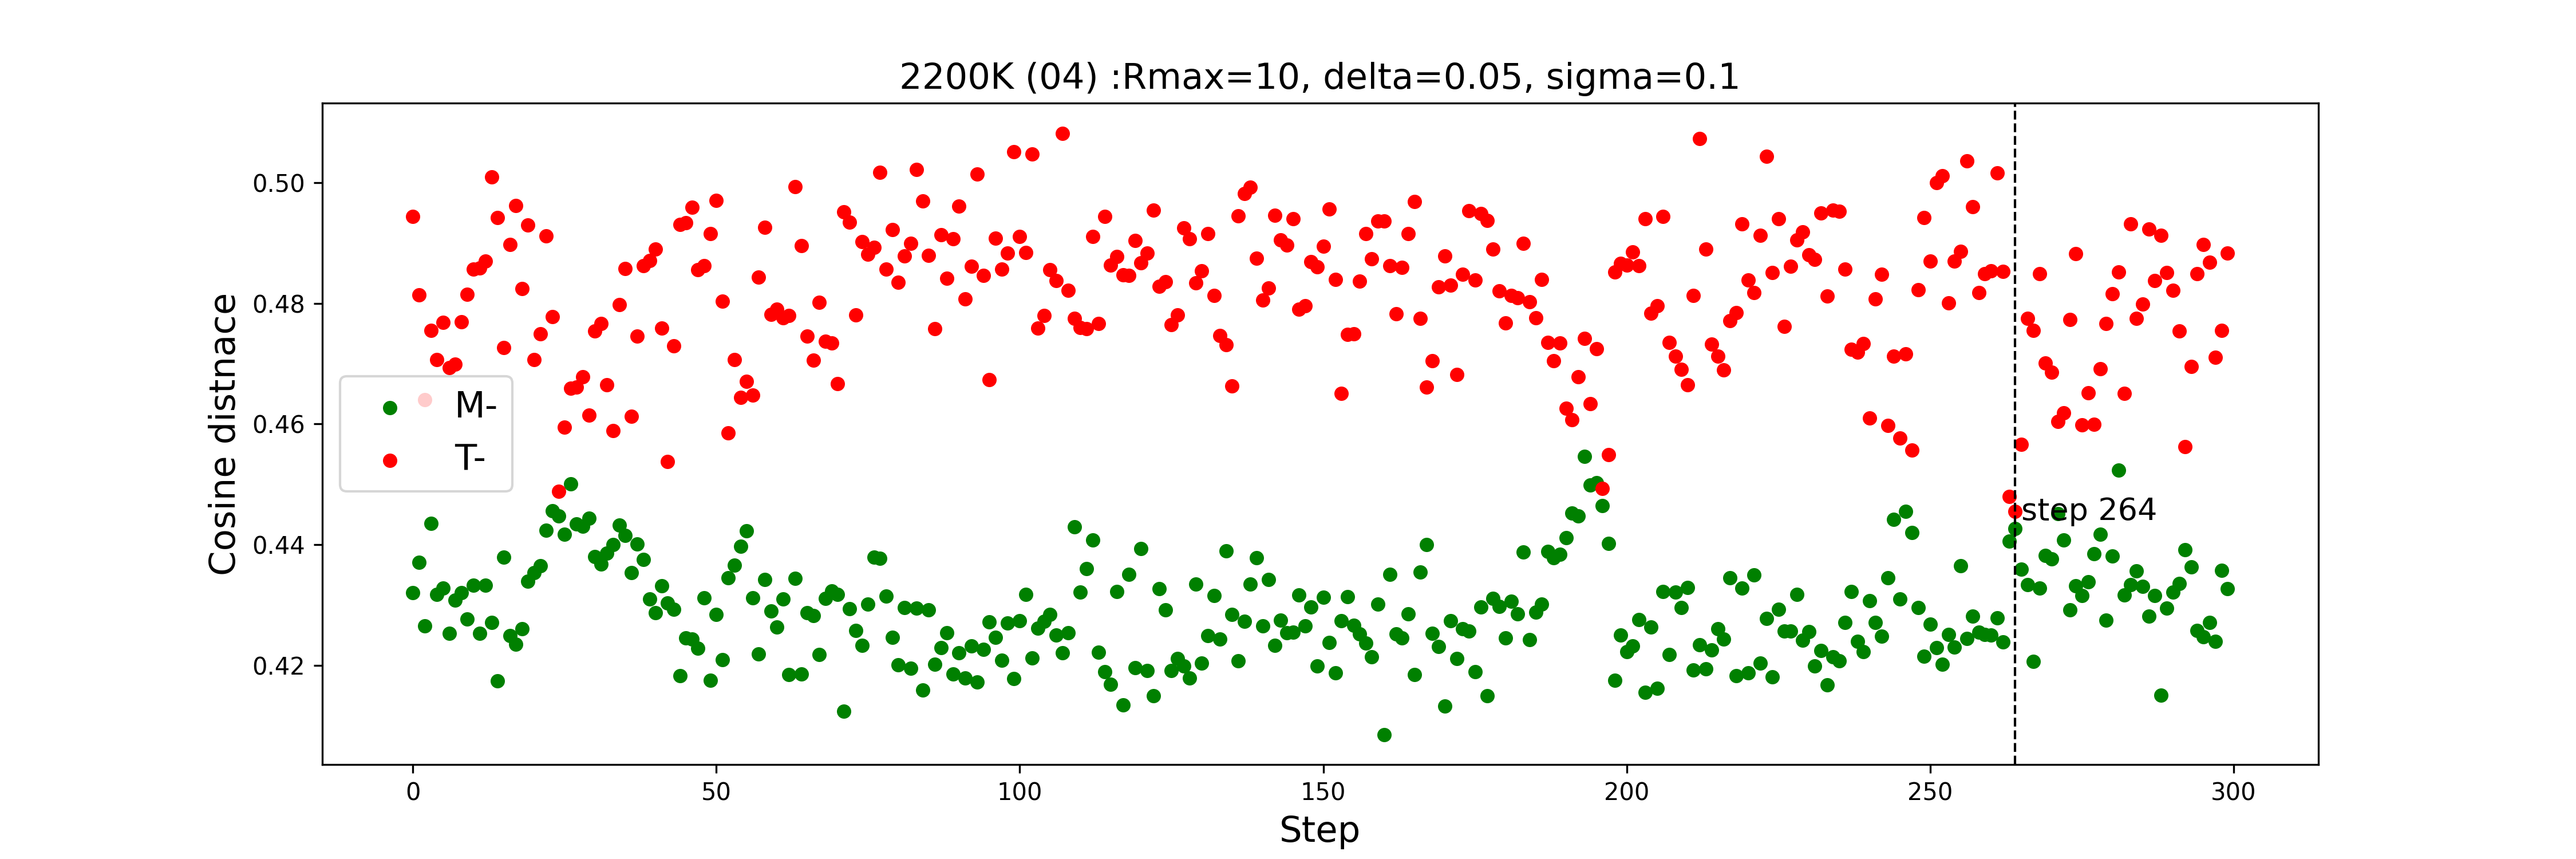 2200K (04) :Rmax=10, delta=0.05, sigma=0.1
Cosine distnace
0.50
0.48
0.46
0.44
0.42
M-
T-
step 264
0 50 100 150 200 250 300
Step